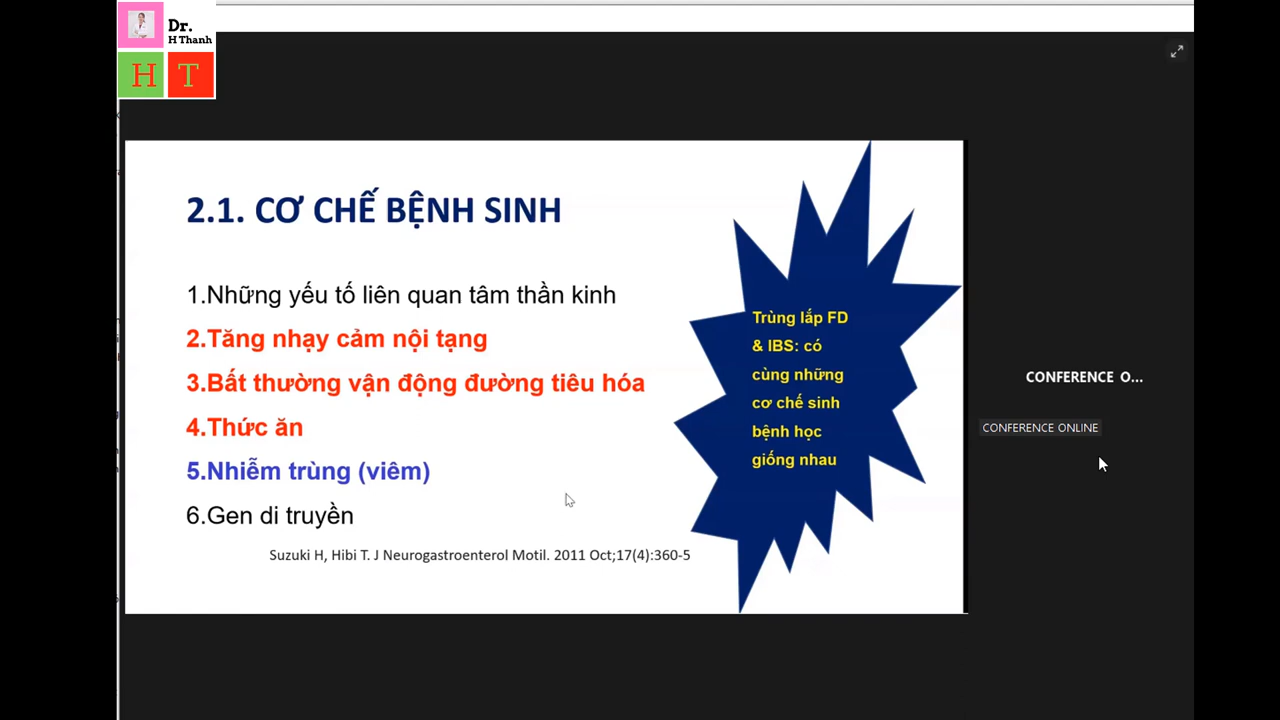 Dr.
H Thanh
H T
2.1. CƠ CHẾ BỆNH SINH
1.Những yếu tố liên quan tâm thần kinh
2.Tăng nhạy cảm nội tạng
3.Bất thường vận động đường tiêu hóa
4.Thức ăn
5.Nhiễm trùng (viêm)
6.Gen di truyền
Suzuki H, Hibi T. J Neurogastroenterol Motil. 2011 Oct;17(4):360-5
Trùng lắp FD
& IBS: có
cùng những
cơ chế sinh
bệnh học
giống nhau
CONFERENCE O...
CONFERENCE ONLINE